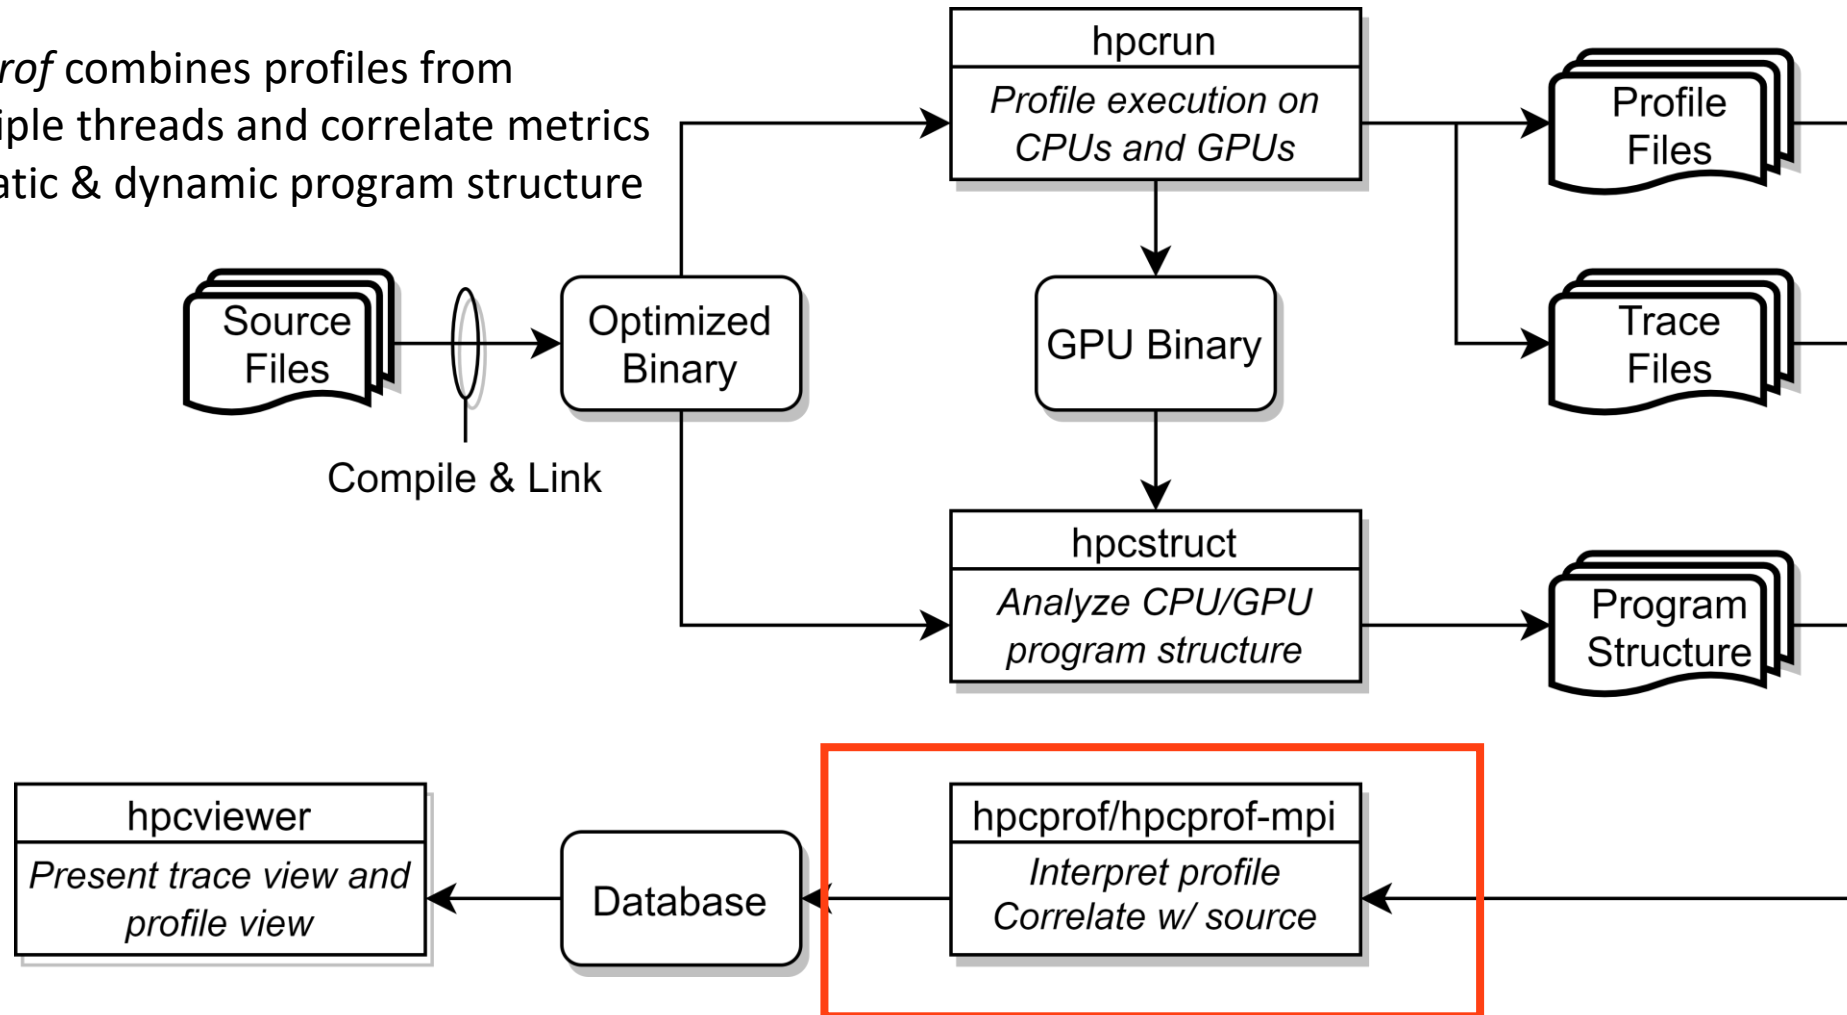 rof combines profiles from
iple threads and correlate metrics
atic & dynamic program structure
hpcrun
Profile execution on
CPUs and GPUs
Profile
Files
Source
Files
Optimized
Binary
GPU Binary
Trace
Files
Compile & Link
hpcstruct
Analyze CPU/GPU
program structure
Program
Structure
hpcviewer
Present trace view and
profile view
Database
hpcprof/hpcprof-mpi
Interpret profile
Correlate w/ source